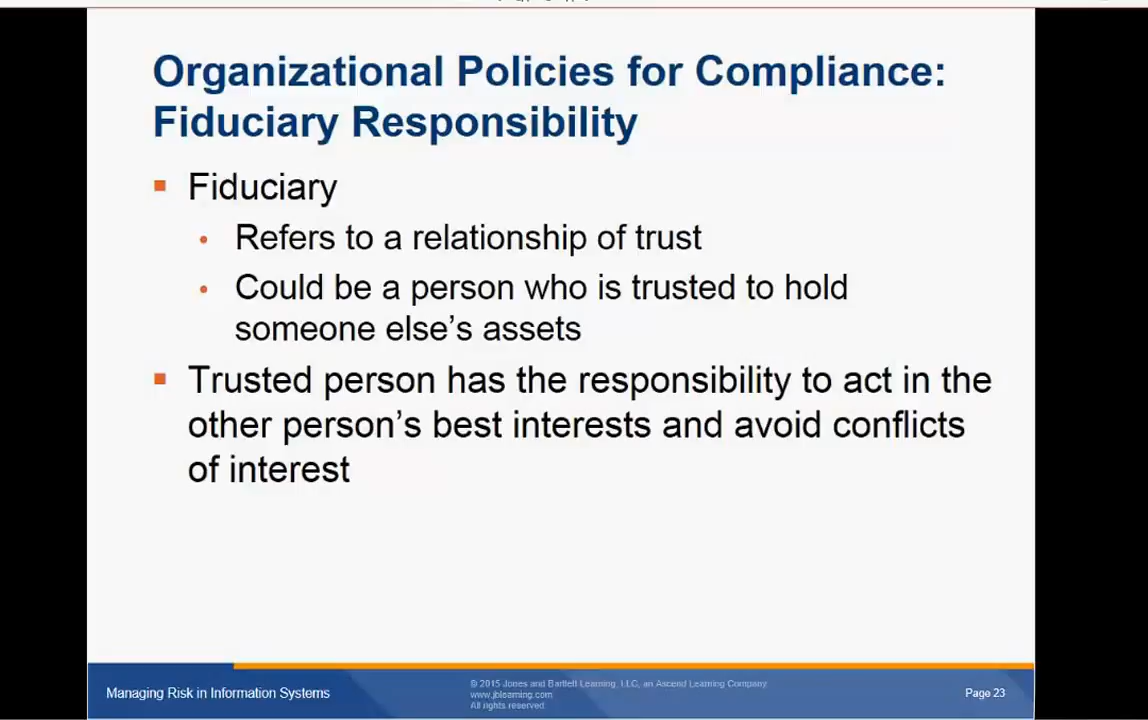 Organizational Policies for Compliance:
Fiduciary Responsibility
Fiduciary
Refers to a relationship of trust
Could be a person who is trusted to hold
someone else’s assets
Trusted person has the responsibility to act in the
other person’s best interests and avoid conflicts
of interest
Managing Risk in Information Systems
© 2015 Jones and Bartlett Learning, LLC, an Ascend Learning Company
www.jblearning.com
All rights reserved.
Page 23